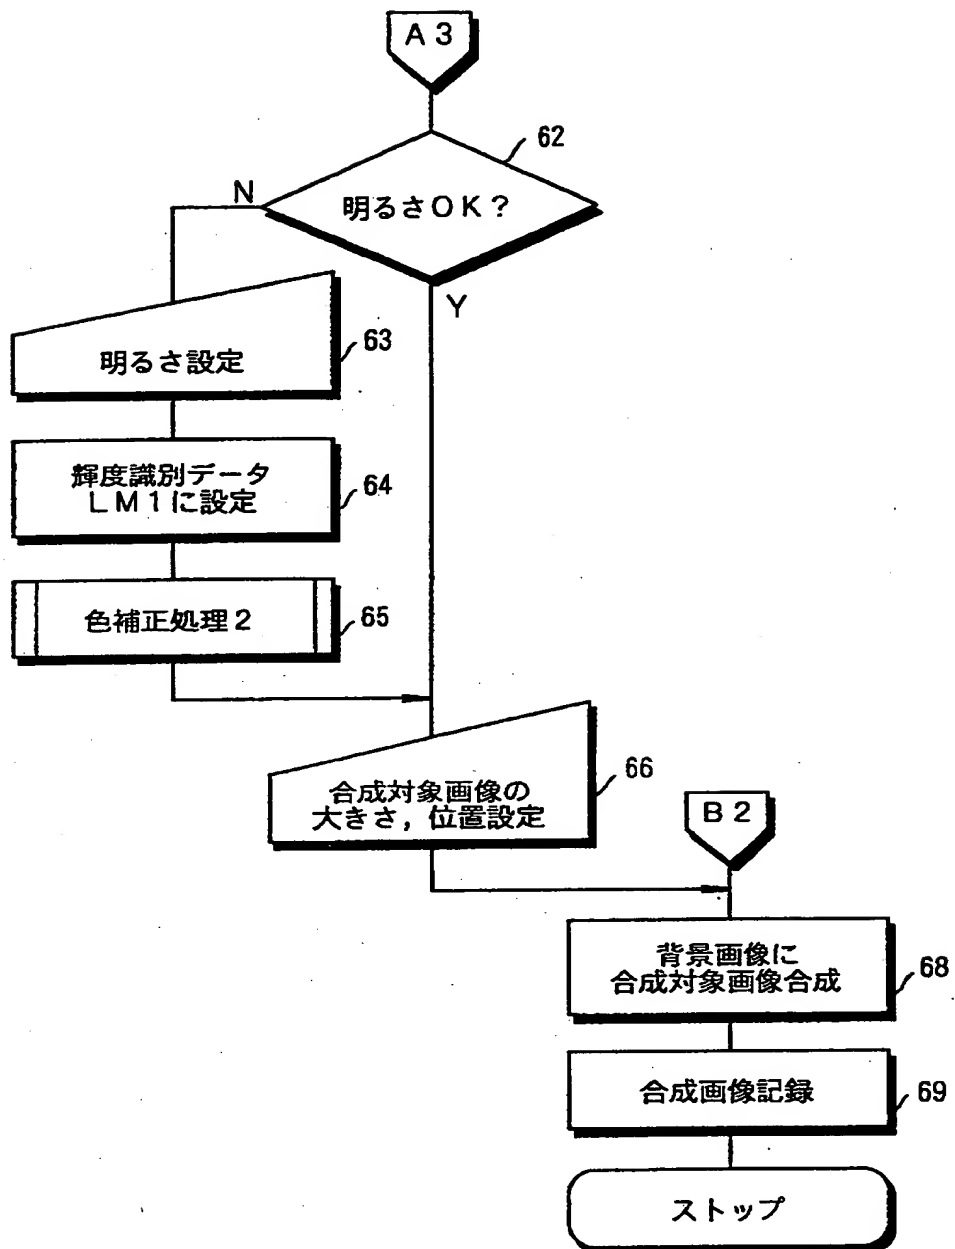 A3
62
明るさOK?
N
Y
63
明るさ設定
輝度識別データ
LM1に設定
64
色補正処理2
65
66
合成対象画像の
大きさ,位置設定
B2
背景画像に
合成対象画像合成
68
合成画像記録
69
ストップ